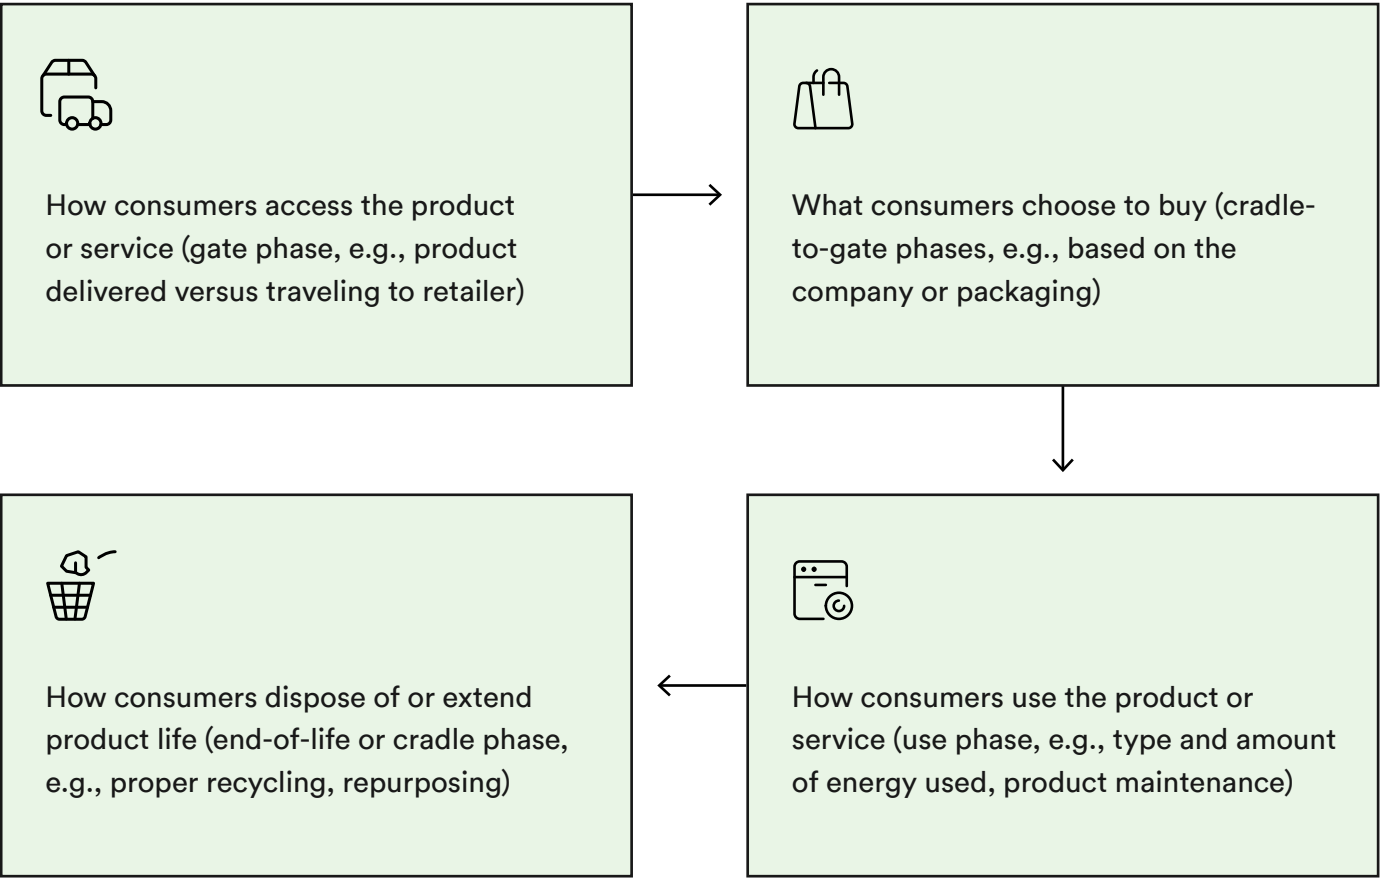 How consumers access the product
or service (gate phase, e.g., product
delivered versus traveling to retailer)
What consumers choose to buy (cradle-
to-gate phases, e.g., based on the
company or packaging)
How consumers use the product or
service (use phase, e.g., type and amount
of energy used, product maintenance)
How consumers dispose of or extend
product life (end-of-life or cradle phase,
e.g., proper recycling, repurposing)